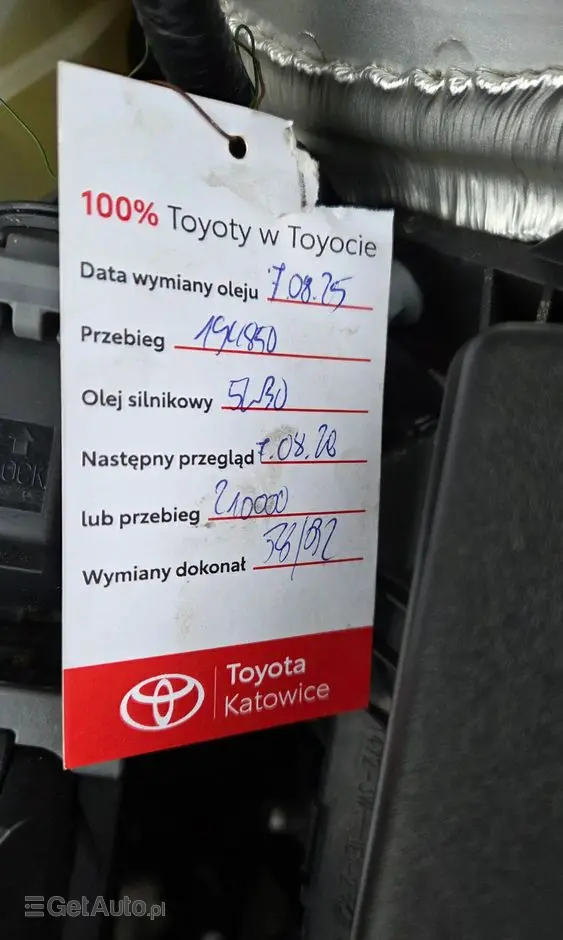 100% Toyoty w Toyocie
Data wymiany oleju 7.08.25
Przebieg 194850
Olej silnikowy 5W30
Następny przegląd 7.08.26
lub przebieg 210000
Wymiany dokonał
Toyota
Katowice
GetAuto.pl